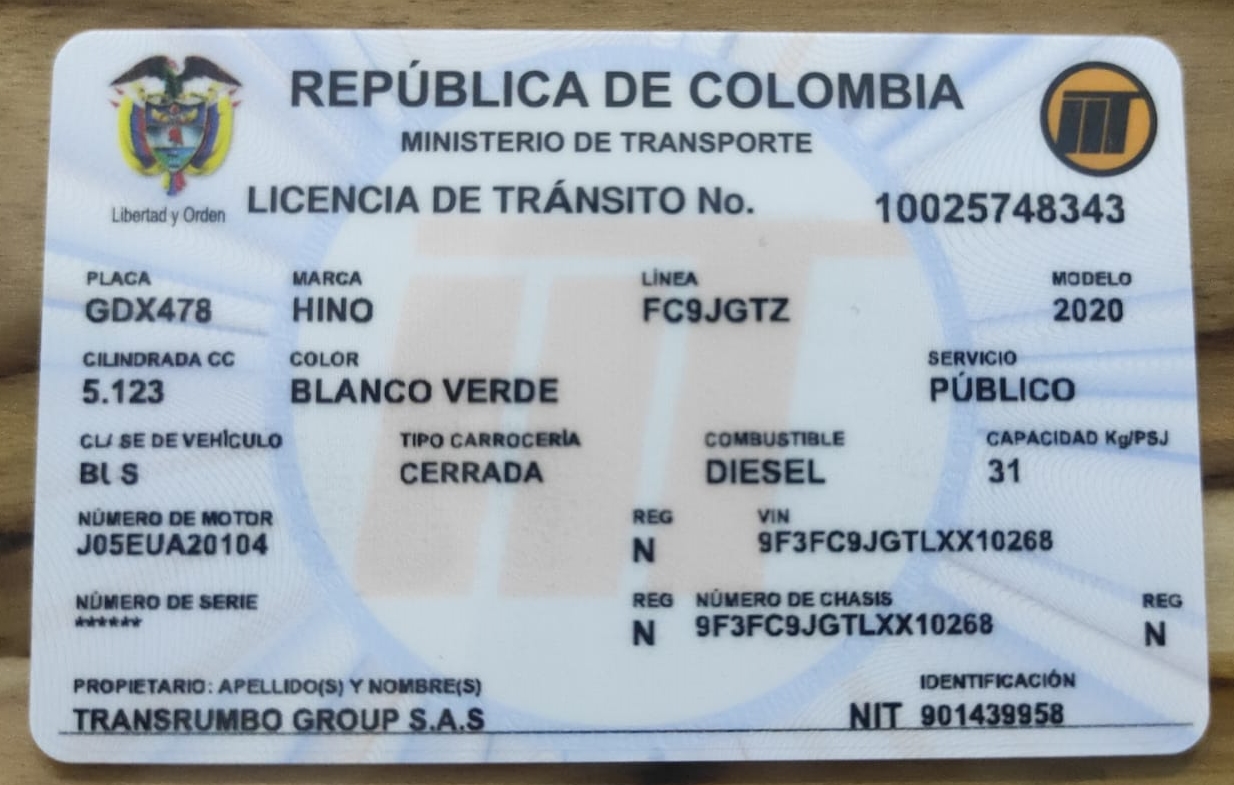 REPÚBLICA DE COLOMBIA
MINISTERIO DE TRANSPORTE
Libertad y Orden
LICENCIA DE TRÁNSITO No. 10025748343
PLACA MARCA LÍNEA MODELO
GDX478 HINO FC9JGTZ 2020
CILINDRADA CC COLOR SERVICIO
5.123 BLANCO VERDE PÚBLICO
CLASE DE VEHÍCULO TIPO CARROCERÍA COMBUSTIBLE CAPACIDAD Kg/PSJ
BUS CERRADA DIESEL 31
NÚMERO DE MOTOR REG VIN
J05EUA20104 N 9F3FC9JGTLXX10268
NÚMERO DE SERIE REG NÚMERO DE CHASIS REG
****** N 9F3FC9JGTLXX10268 N
PROPIETARIO: APELLIDO(S) Y NOMBRE(S) IDENTIFICACIÓN
TRANSRUMBO GROUP S.A.S NIT 901439958